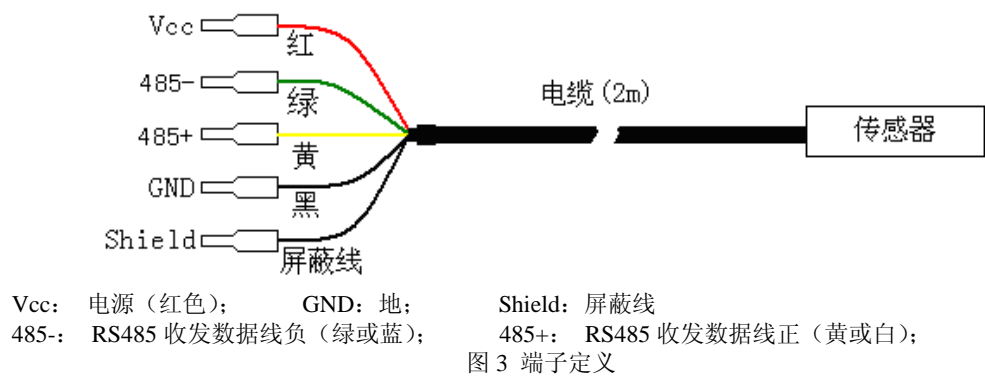 Vcc
红
485-
绿
电缆(2m)
485+
黄
传感器
GND
黑
Shield
屏蔽线
Vcc： 电源（红色）； GND：地； Shield：屏蔽线
485-： RS485 收发数据线负（绿或蓝）； 485+： RS485 收发数据线正（黄或白）；
图 3 端子定义